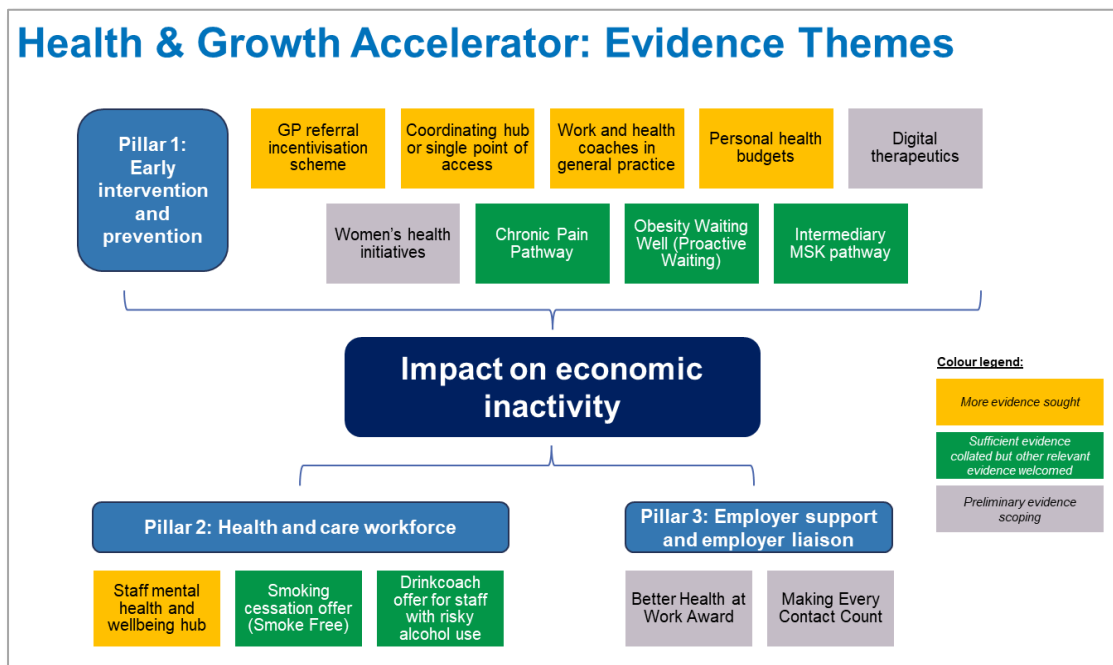 Health & Growth Accelerator: Evidence Themes
Pillar 1:
Early
intervention
and
prevention
GP referral
incentivisation
scheme
Coordinating hub
or single point of
access
Work and health
coaches in
general practice
Personal health
budgets
Digital
therapeutics
Women's health
initiatives
Chronic Pain
Pathway
Obesity Waiting
Well (Proactive
Waiting)
Intermediary
MSK pathway
Impact on economic
inactivity
Colour legend:
More evidence sought
Sufficient evidence
collated but other relevant
evidence welcomed
Preliminary evidence
scoping
Pillar 2: Health and care workforce
Staff mental
health and
wellbeing hub
Smoking
cessation offer
(Smoke Free)
Drinkcoach
offer for staff
with risky
alcohol use
Pillar 3: Employer support
and employer liaison
Better Health at
Work Award
Making Every
Contact Count